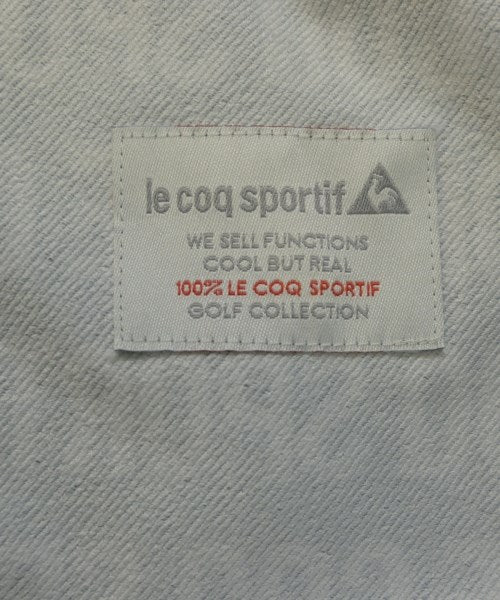 le coq sportif
WE SELL FUNCTIONS
COOL BUT REAL
100% LE COQ SPORTIF
GOLF COLLECTION